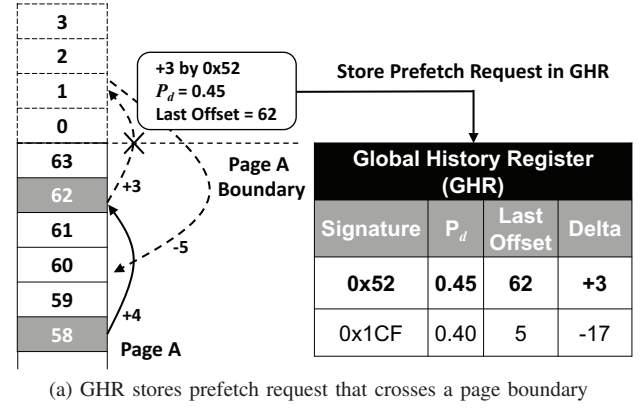 3
2
1
0
63
62
61
60
59
58
+3 by 0x52
P_d = 0.45
Last Offset = 62
Store Prefetch Request in GHR
+3
-5
+4
Page A
Boundary
Page A
Global History Register
(GHR)
Signature P_d Last Offset Delta
0x52 0.45 62 +3
0x1CF 0.40 5 -17
(a) GHR stores prefetch request that crosses a page boundary